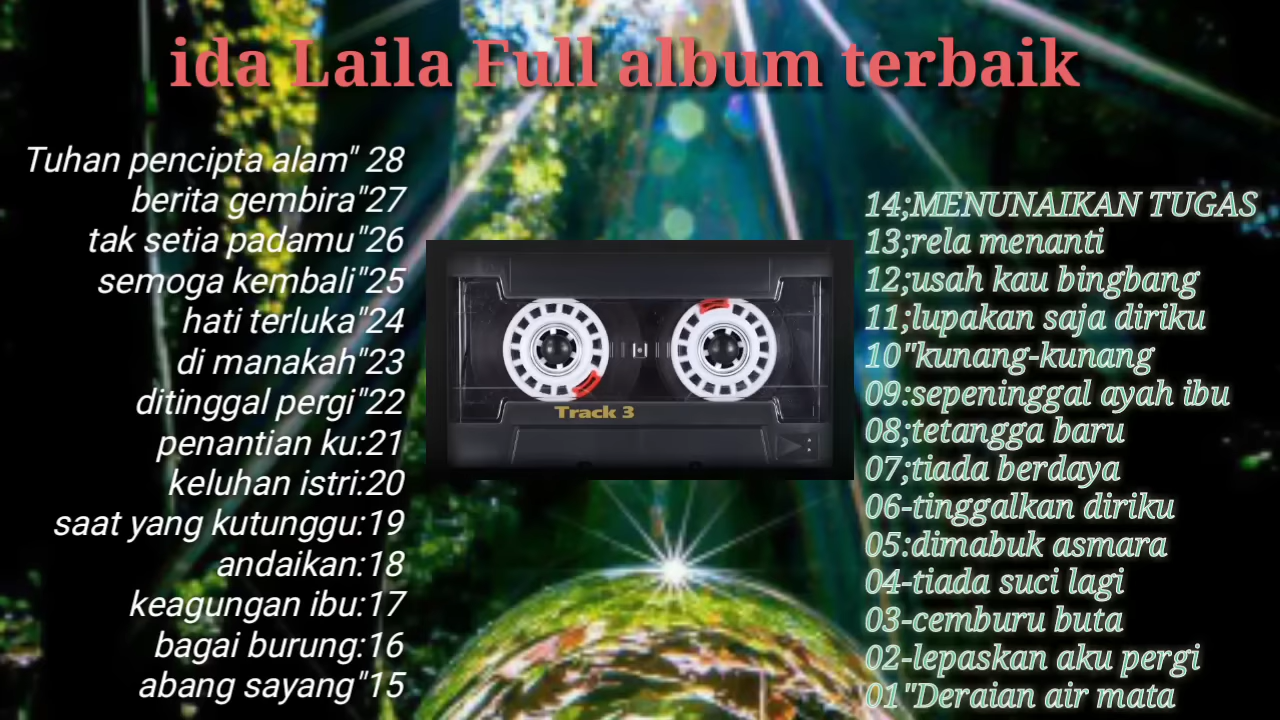 ida Laila Full album terbaik
Tuhan pencipta alam" 28
berita gembira"27
tak setia padamu"26
semoga kembali"25
hati terluka"24
di manakah"23
ditinggal pergi"22
penantian ku:21
keluhan istri:20
saat yang kutunggu:19
andaikan:18
keagungan ibu:17
bagai burung:16
abang sayang"15
Track 3
14;MENUNAIKAN TUGAS
13;rela menanti
12;usah kau bingbang
11;lupakan saja diriku
10"kunang-kunang
09:sepeninggal ayah ibu
08;tetangga baru
07;tiada berdaya
06-tinggalkan diriku
05:dimabuk asmara
04-tiada suci lagi
03-cemburu buta
02-lepaskan aku pergi
01"Deraian air mata